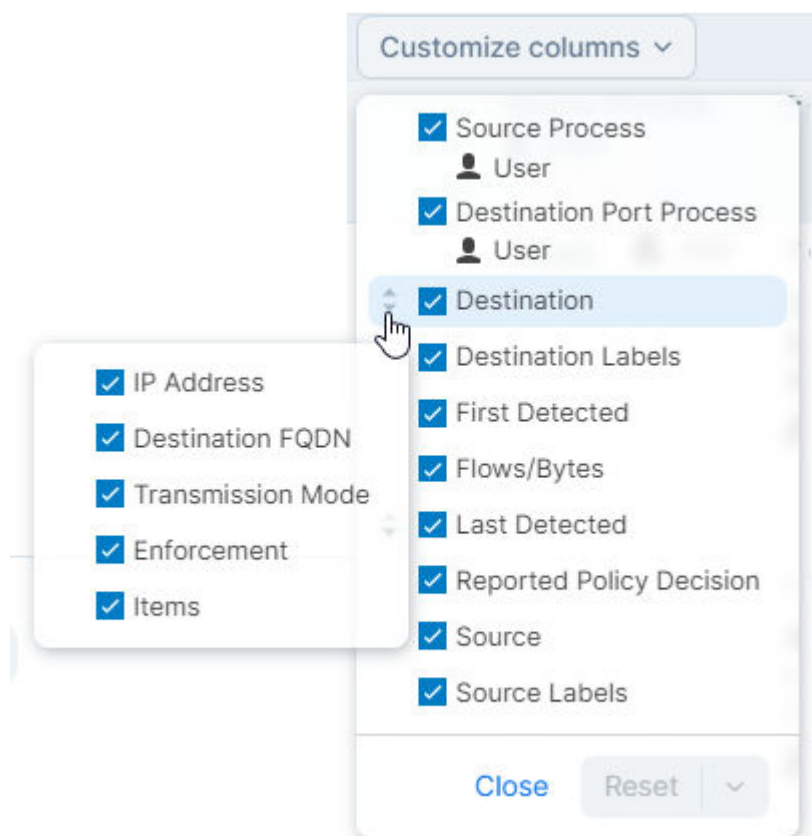 Customize columns
Source Process
User
Destination Port Process
User
Destination
Destination Labels
First Detected
Flows/Bytes
Last Detected
Reported Policy Decision
Source
Source Labels
IP Address
Destination FQDN
Transmission Mode
Enforcement
Items
Close
Reset